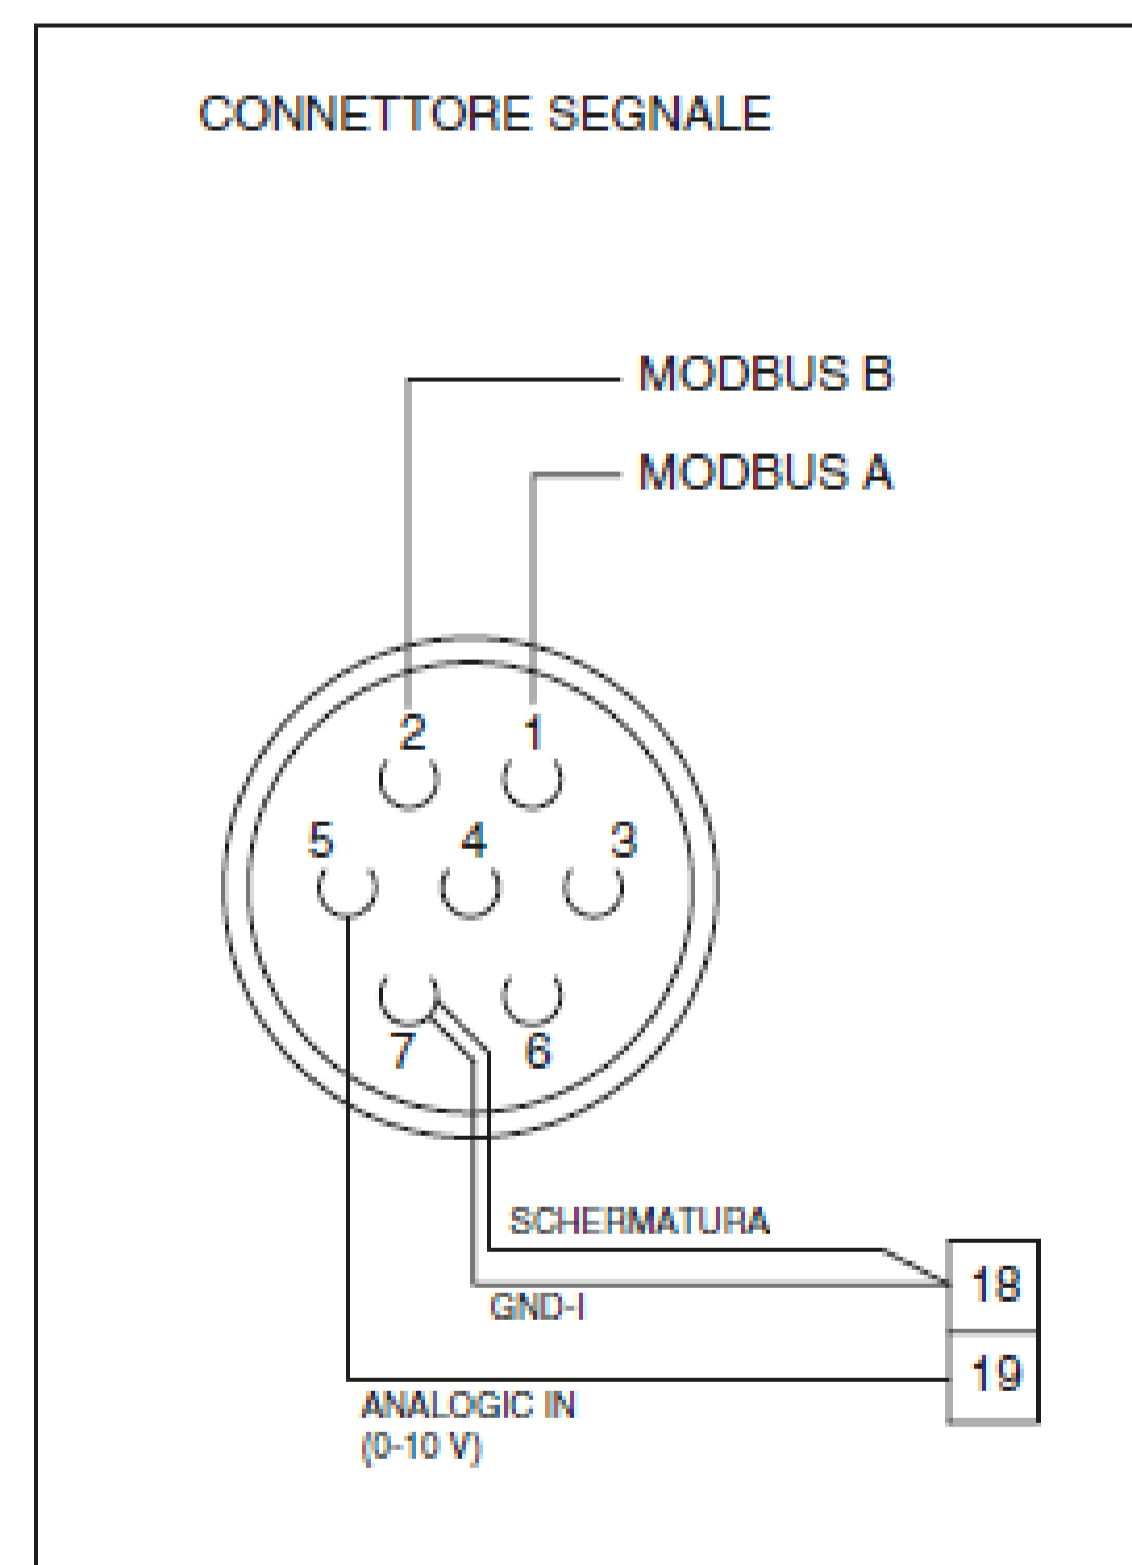 CONNETTORE SEGNALE
MODBUS B
MODBUS A
2 1
5 4 3
7 6
SCHERMATURA
18
GND-I
19
ANALOGIC IN
(0-10 V)